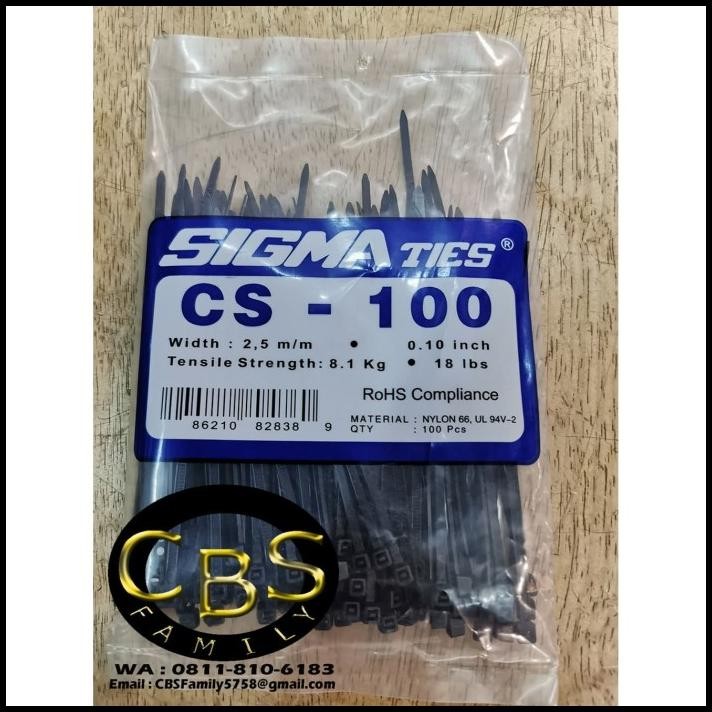 SIGMA TIES ®
CS - 100
Width : 2,5 m/m • 0.10 inch
Tensile Strength: 8.1 Kg • 18 lbs
RoHS Compliance
86210 82838 9
MATERIAL : NYLON 66, UL 94V-2
QTY : 100 Pcs
CBS
FAMILY
WA : 0811-810-6183
Email : CBSFamily5758@gmail.com